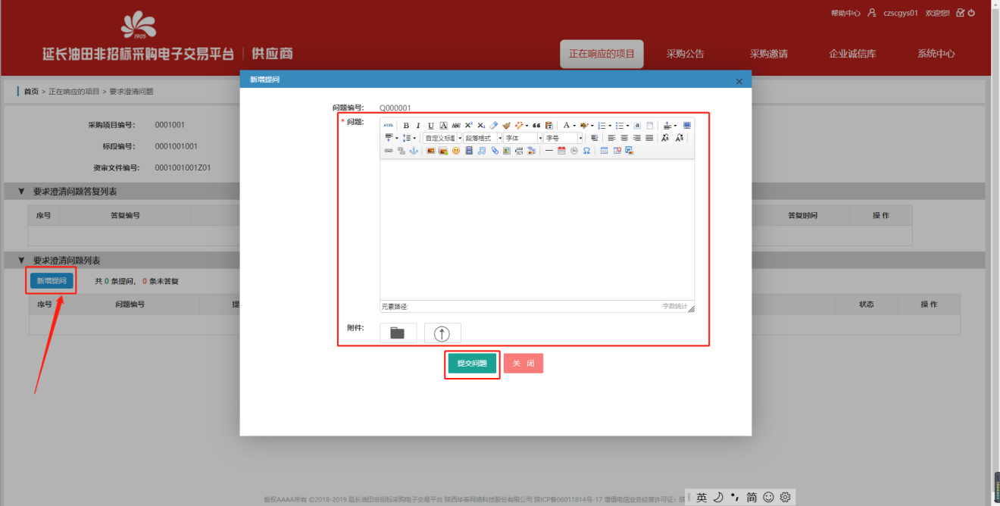 帮助中心 czscgys01 欢迎您!
1905
延长油田非招标采购电子交易平台 | 供应商
正在响应的项目 采购公告 采购邀请 企业诚信库 系统中心
新增提问
首页 > 正在响应的项目 > 要求澄清问题
采购项目编号: 0001001
标段编号: 0001001001
资审文件编号: 0001001001Z01
问题编号: Q000001
* 问题:
HTML B I U A ABC X² X₂ A a
自定义标题 段落格式 字体 字号
元素路径: 字数统计
附件:
提交问题 关 闭
要求澄清问题答复列表
序号 答复编号 答复时间 操 作
要求澄清问题列表
新增提问 共 0 条提问, 0 条未答复
序号 问题编号 提 状态 操 作
版权AAAA所有 ©2018-2019 延长油田非招标采购电子交易平台 陕西华春网络科技股份有限公司 陕ICP备06011814号-17 增值电信业务经营许可证: 陕
英 简